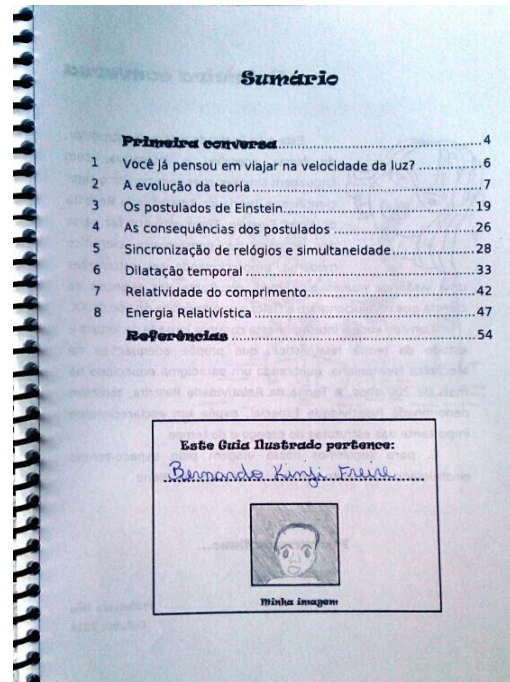 Sumário
Primeira conversa...........4
1 Você já pensou em viajar na velocidade da luz?...........6
2 A evolução da teoria...........7
3 Os postulados de Einstein...........19
4 As consequências dos postulados...........26
5 Sincronização de relógios e simultaneidade...........28
6 Dilatação temporal...........33
7 Relatividade do comprimento...........42
8 Energia Relativística...........47
Referências...........54
Este Guia Ilustrado pertence:
Bernardo Kinji Freire
Minha imagem